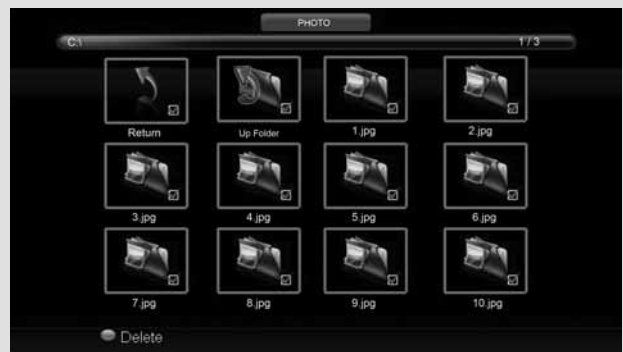 PHOTO
C:\ 1 / 3
Return Up Folder 1.jpg 2.jpg
3.jpg 4.jpg 5.jpg 6.jpg
7.jpg 8.jpg 9.jpg 10.jpg
Delete